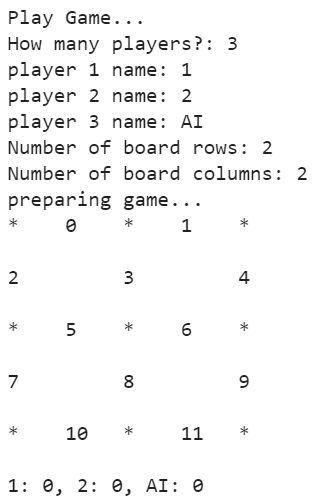 Play Game...
How many players?: 3
player 1 name: 1
player 2 name: 2
player 3 name: AI
Number of board rows: 2
Number of board columns: 2
preparing game...
*    0    *    1    *
2         3         4
*    5    *    6    *
7         8         9
*    10   *    11   *
1: 0, 2: 0, AI: 0